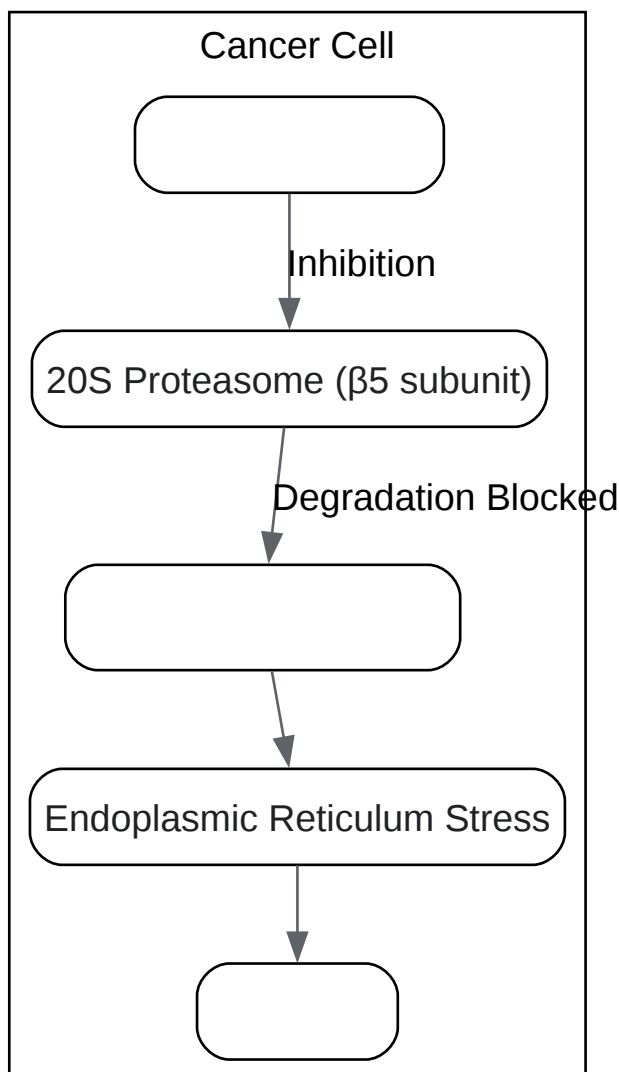 Cancer Cell
Inhibition
20S Proteasome (β5 subunit)
Degradation Blocked
Endoplasmic Reticulum Stress